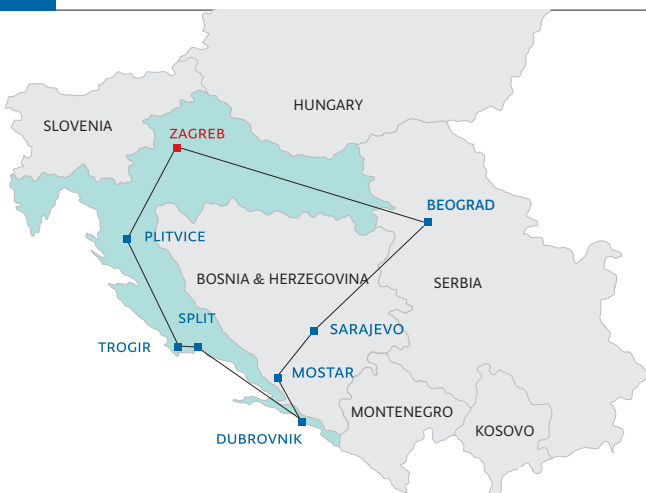 HUNGARY
SLOVENIA
ZAGREB
BEOGRAD
PLITVICE
BOSNIA & HERZEGOVINA
SERBIA
SPLIT
SARAJEVO
TROGIR
MOSTAR
MONTENEGRO
KOSOVO
DUBROVNIK